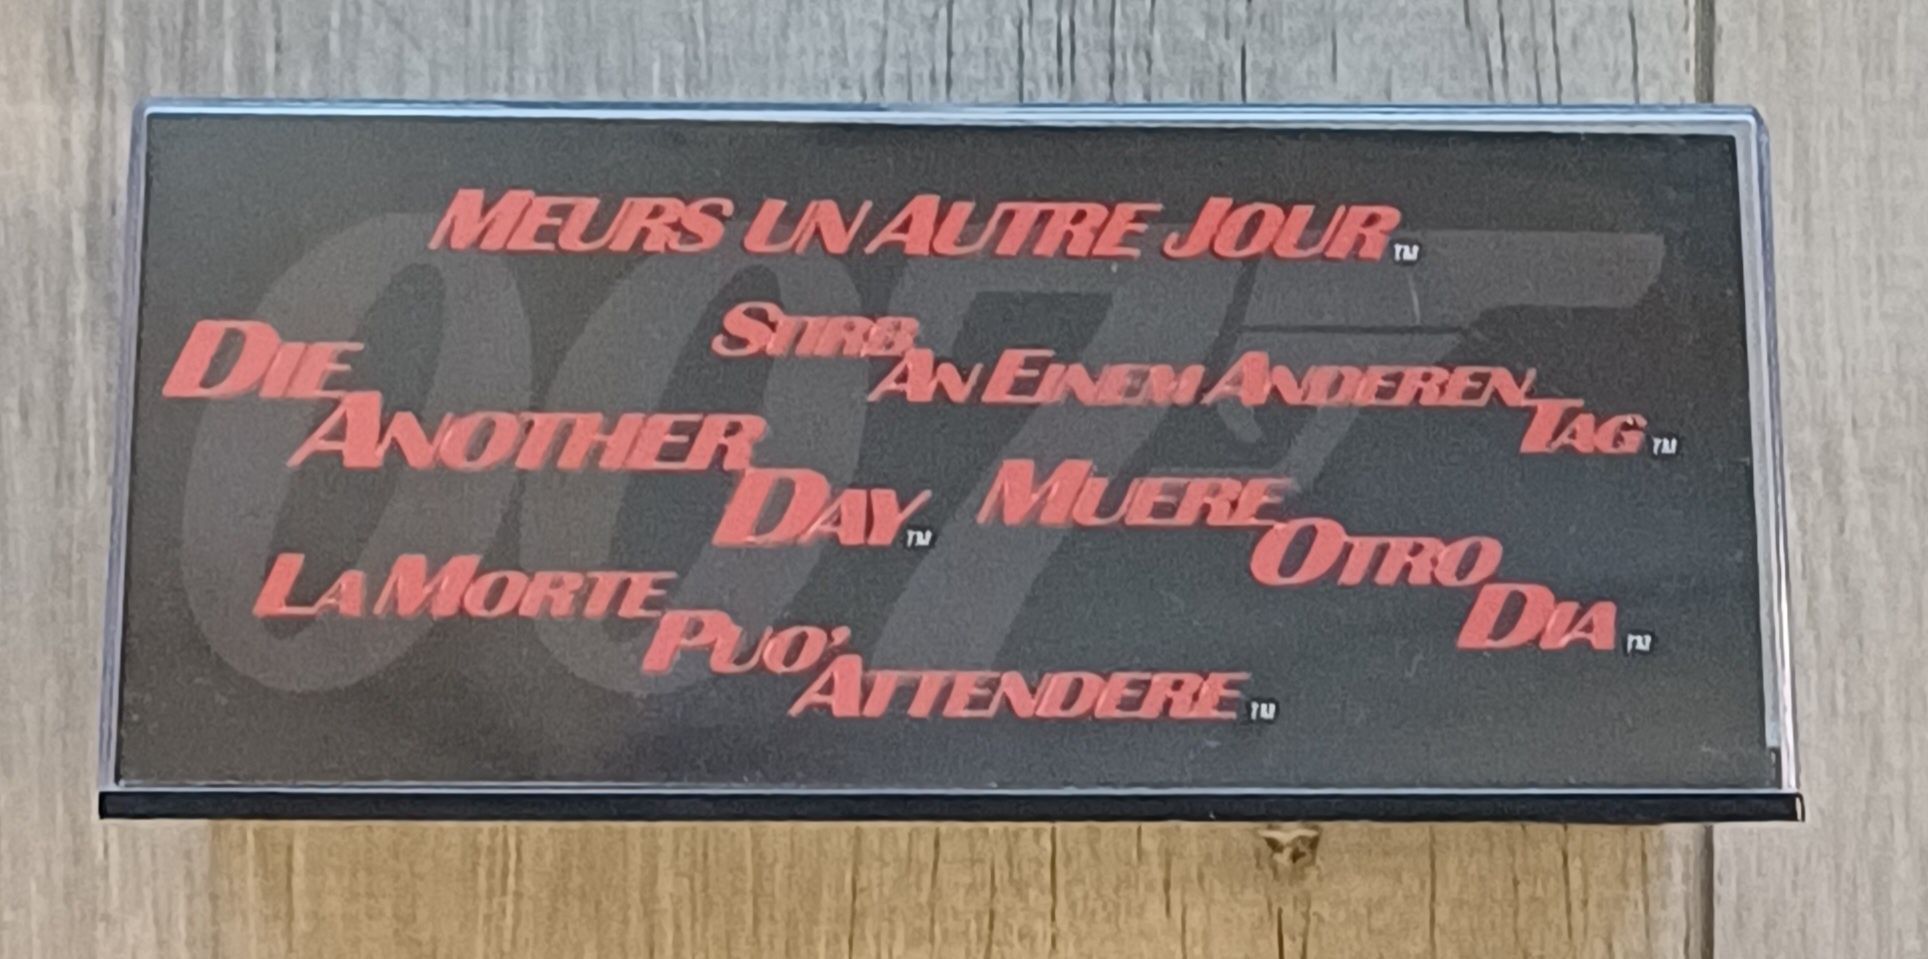 MEURS UN AUTRE JOUR™
DIE
ANOTHER
DAY™
STIRB
AN EINEM ANDEREN
TAG™
MUERE
OTRO
DIA™
LA MORTE
PUO'
ATTENDERE™
007